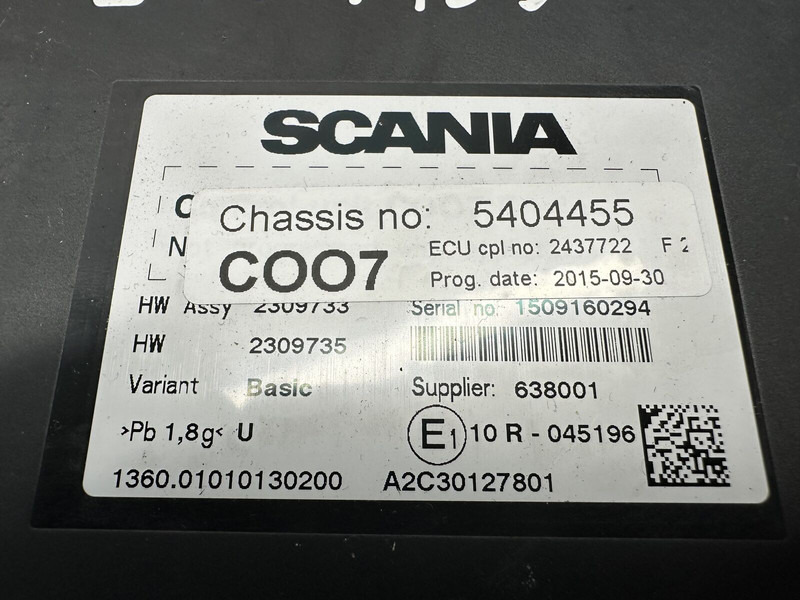 SCANIA
Chassis no: 5404455
COO7
ECU cpl no: 2437722 F 2
Prog. date: 2015-09-30
HW Assy 2309733
Serial no. 1509160294
HW 2309735
Variant Basic
Supplier: 638001
>Pb 1,8g< U
E1 10 R - 045196
1360.01010130200 A2C30127801